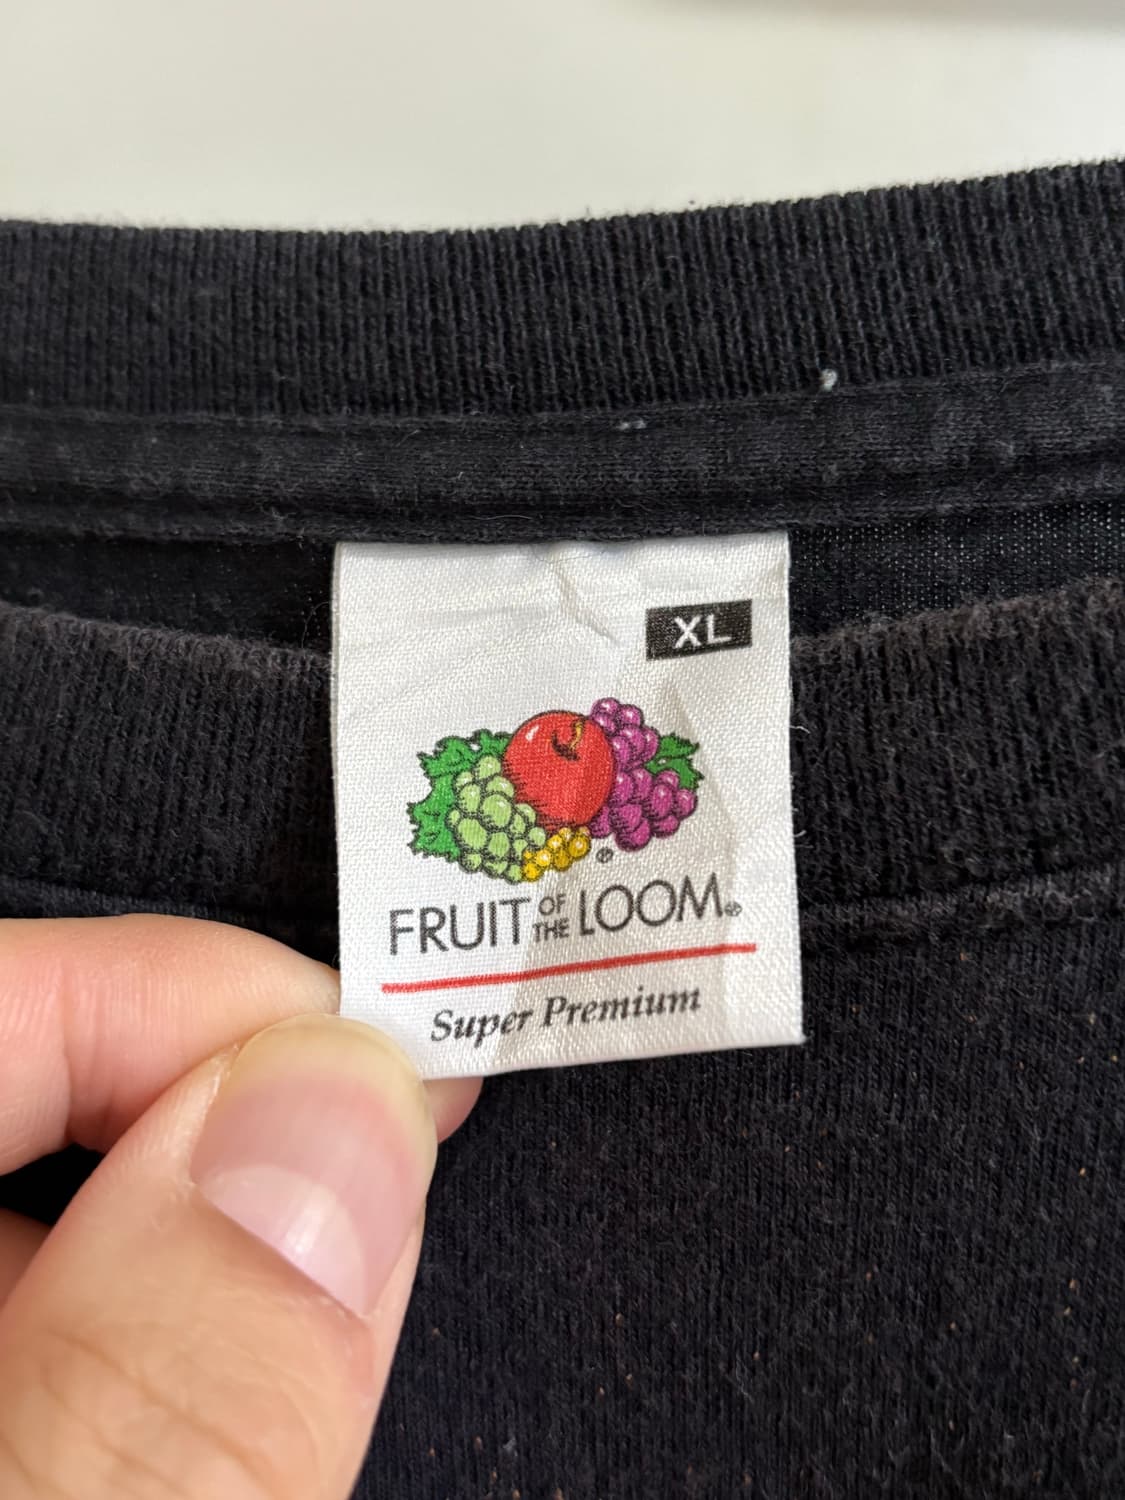 XL
FRUIT OF THE LOOM®
Super Premium